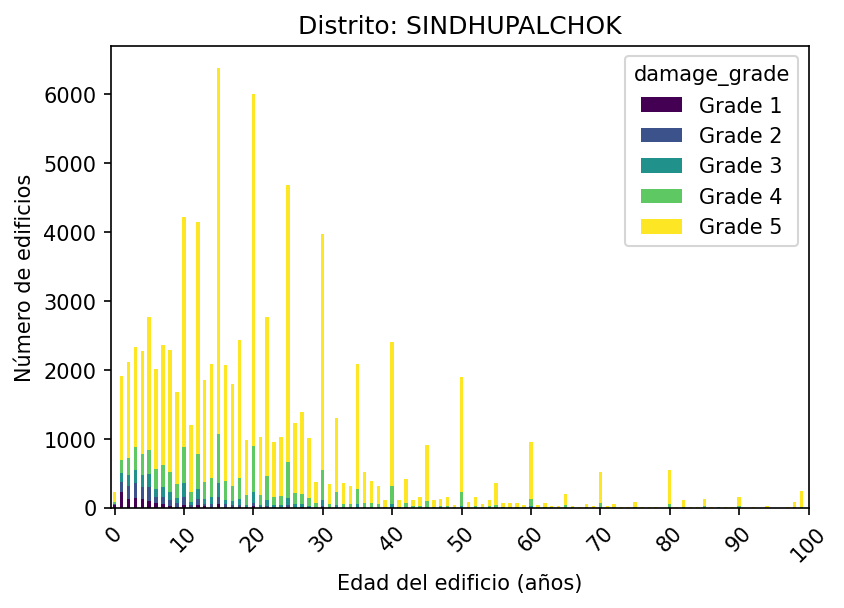 Distrito: SINDHUPALCHOK
damage_grade
Grade 1
Grade 2
Grade 3
Grade 4
Grade 5
Número de edificios
6000
5000
4000
3000
2000
1000
0
0 10 20 30 40 50 60 70 80 90 100
Edad del edificio (años)